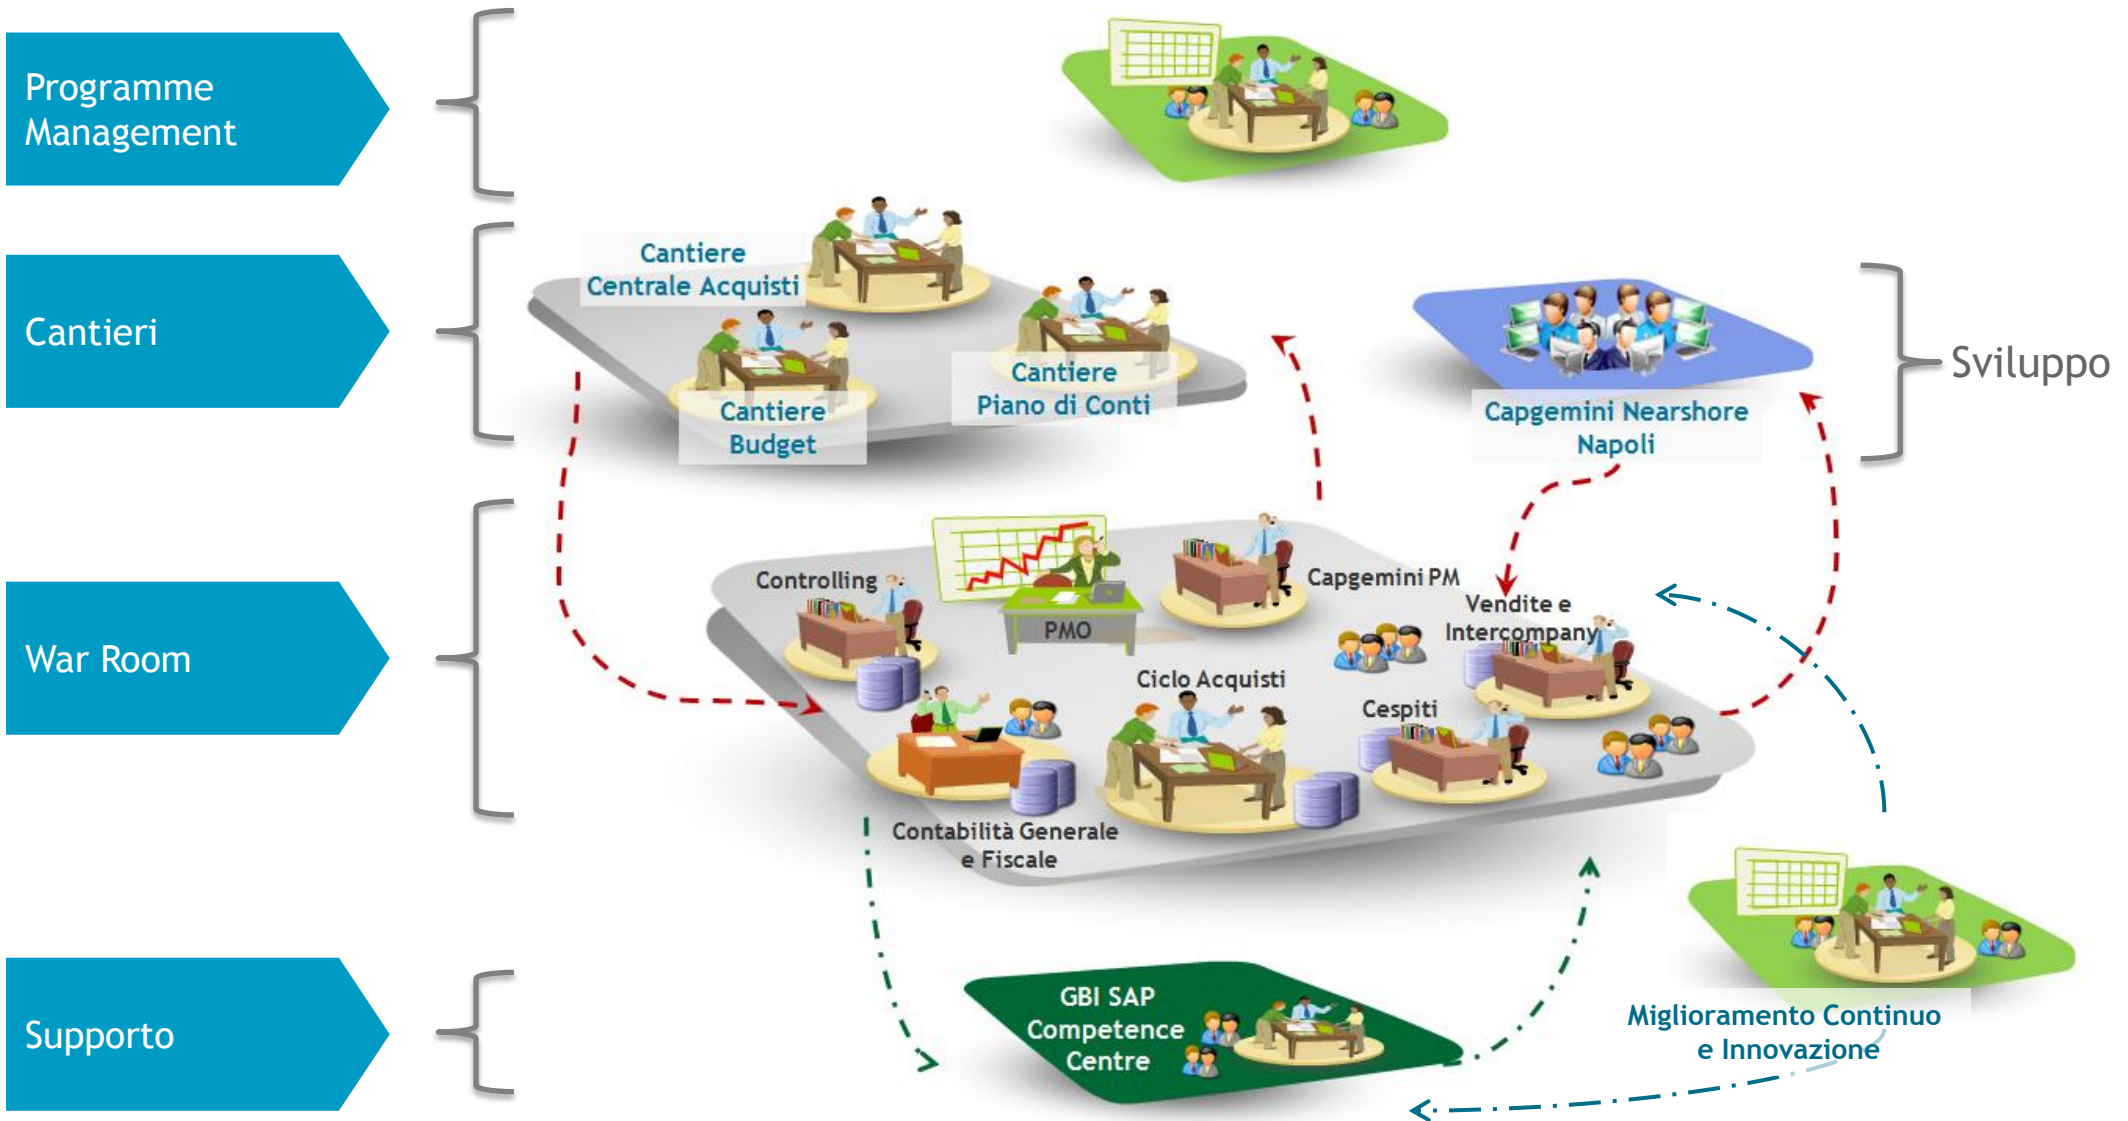 Programme
Management
Cantieri
Cantiere
Centrale Acquisti
Cantiere
Budget
Cantiere
Piano di Conti
Capgemini Nearshore
Napoli
Sviluppo
War Room
Controlling
PMO
Capgemini PM
Vendite e
Intercompany
Ciclo Acquisti
Cespiti
Contabilità Generale
e Fiscale
Supporto
GBI SAP
Competence
Centre
Miglioramento Continuo
e Innovazione